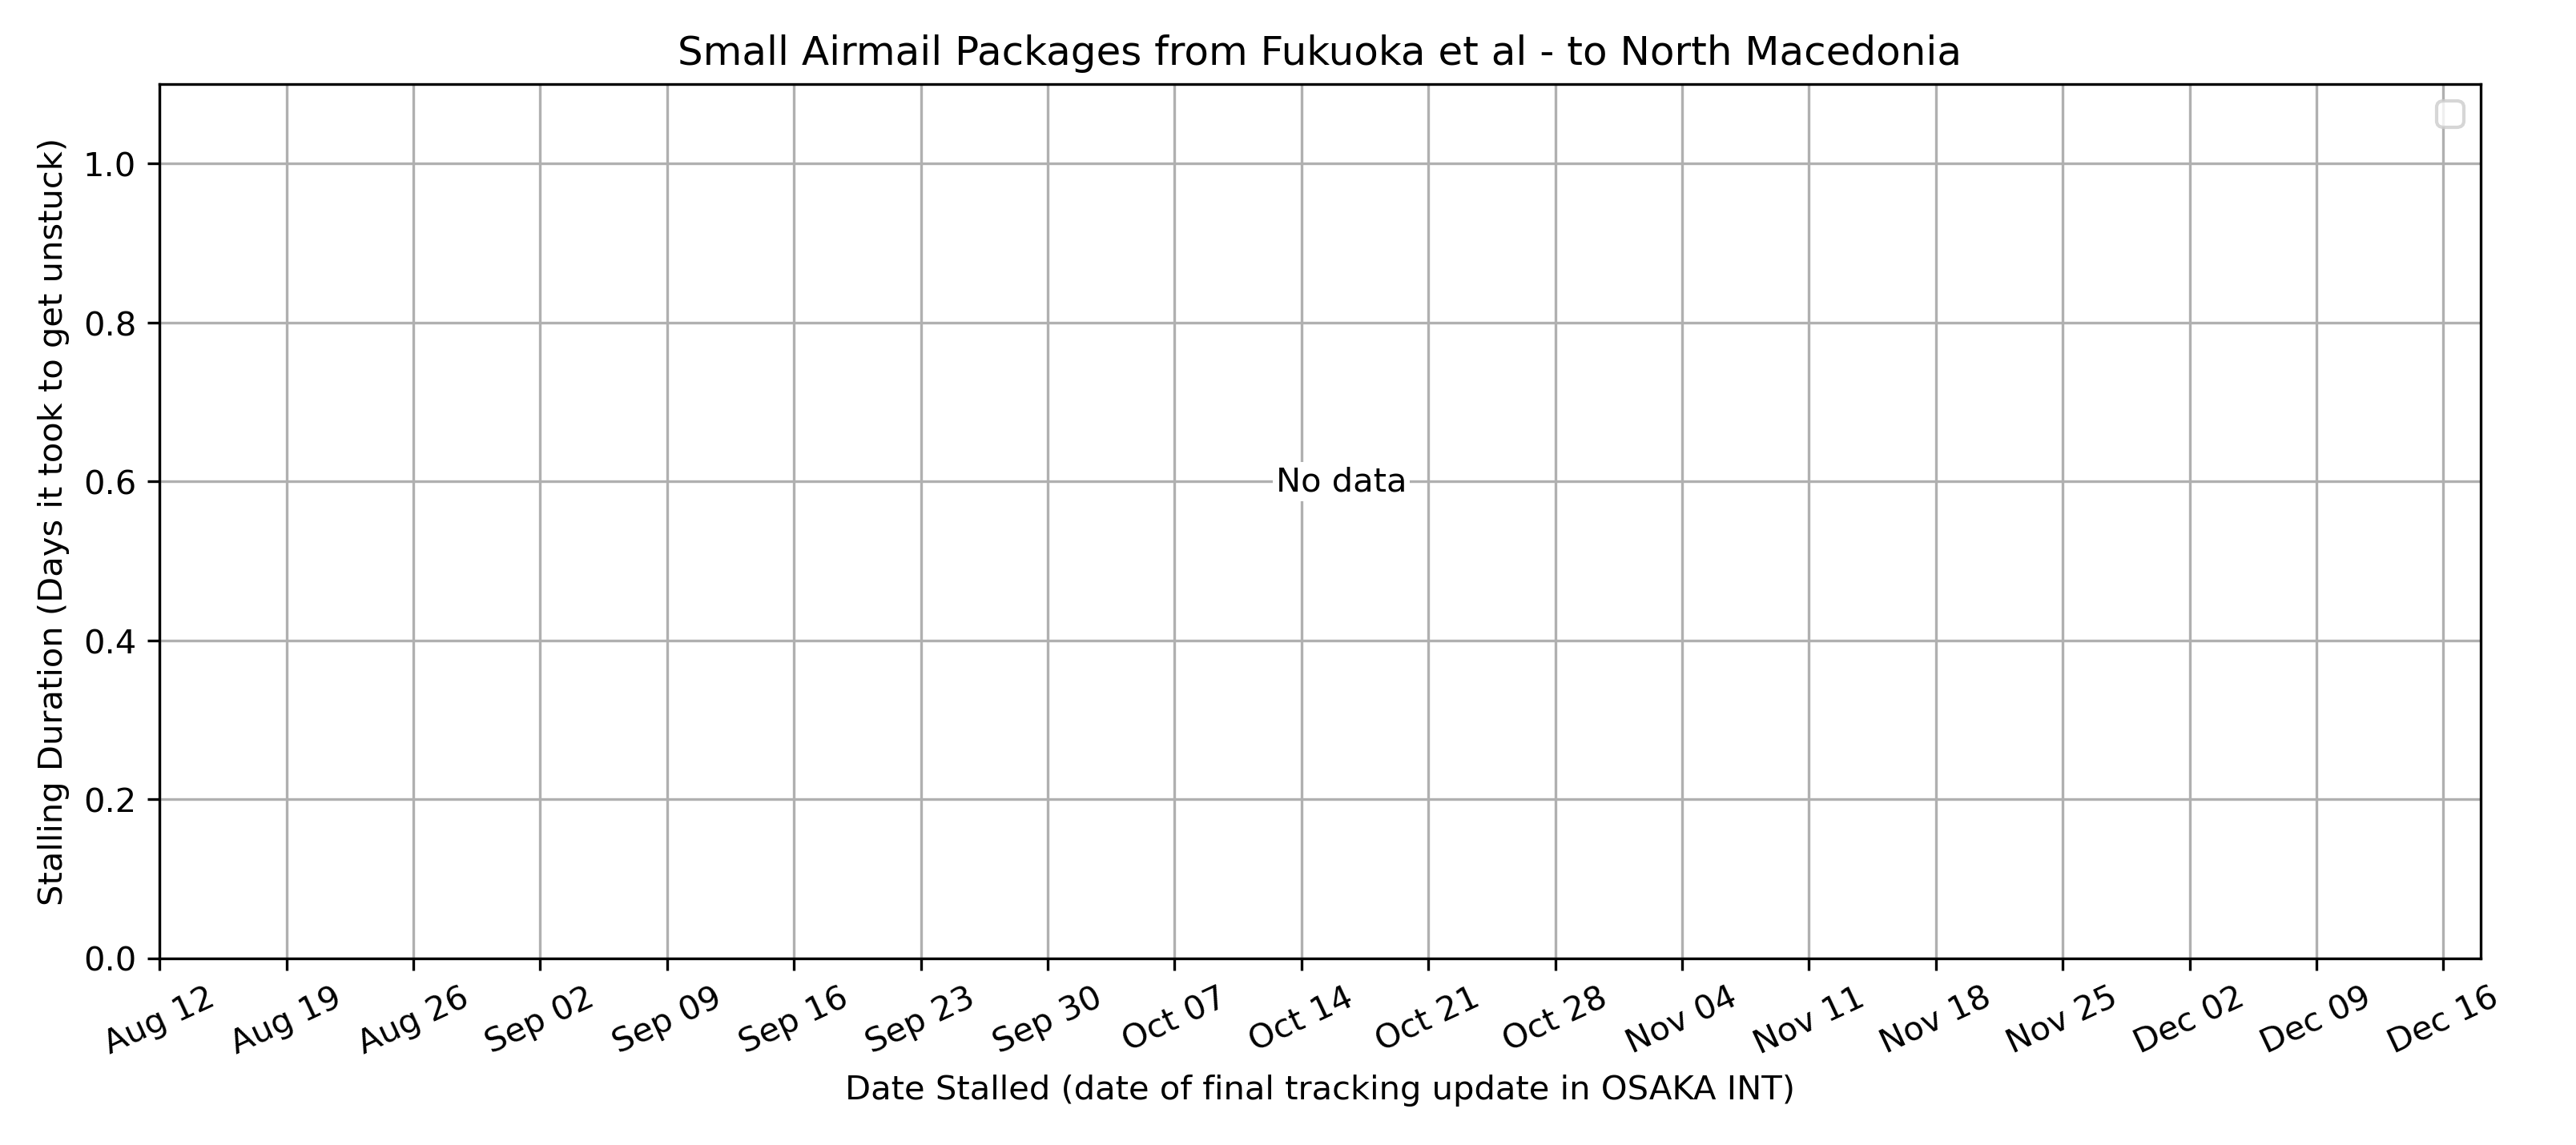 Small Airmail Packages from Fukuoka et al - to North Macedonia
Stalling Duration (Days it took to get unstuck)
1.0
0.8
0.6
0.4
0.2
0.0
No data
Aug 12
Aug 19
Aug 26
Sep 02
Sep 09
Sep 16
Sep 23
Sep 30
Oct 07
Oct 14
Oct 21
Oct 28
Nov 04
Nov 11
Nov 18
Nov 25
Dec 02
Dec 09
Dec 16
Date Stalled (date of final tracking update in OSAKA INT)